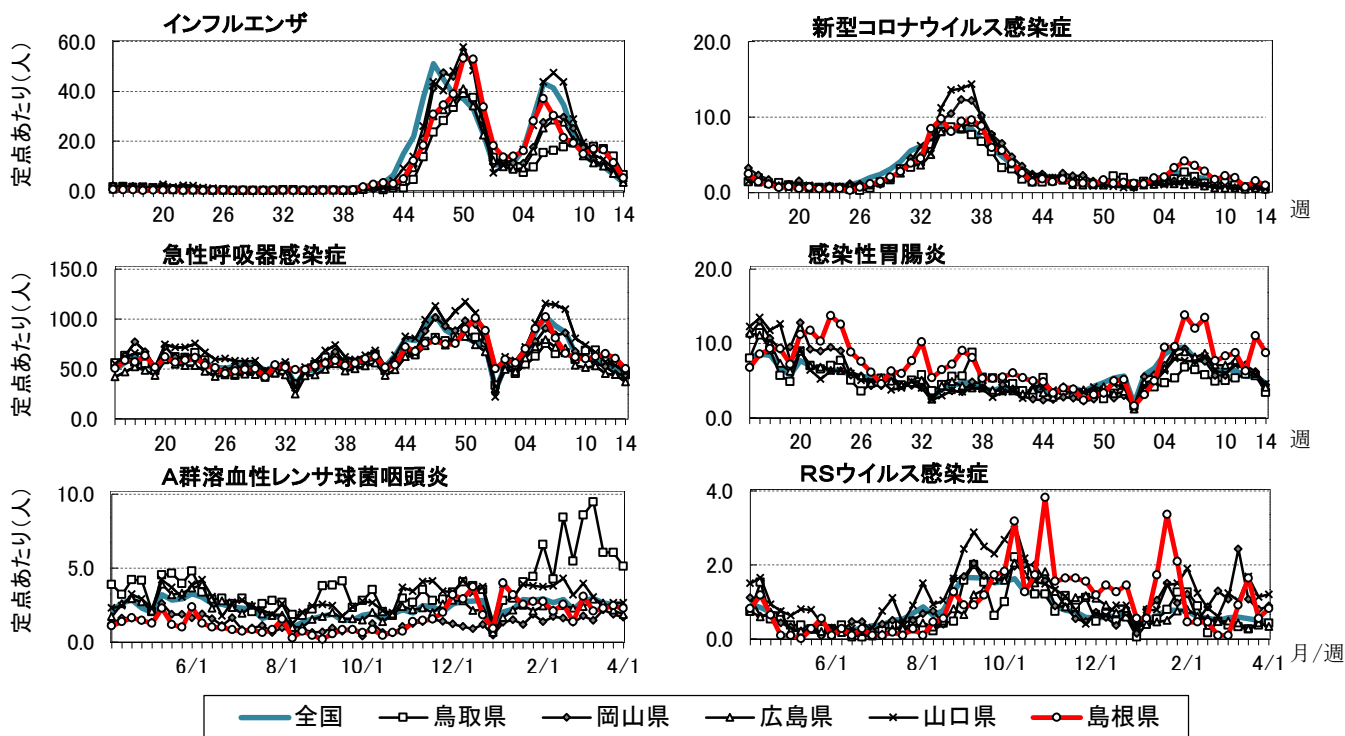 インフルエンザ
定点あたり(人)
60.0
40.0
20.0
0.0
20 26 32 38 44 50 04 10 14
新型コロナウイルス感染症
20.0
10.0
0.0
20 26 32 38 44 50 04 10 14 週
急性呼吸器感染症
定点あたり(人)
150.0
100.0
50.0
0.0
20 26 32 38 44 50 04 10 14
感染性胃腸炎
20.0
10.0
0.0
20 26 32 38 44 50 04 10 14 週
A群溶血性レンサ球菌咽頭炎
定点あたり(人)
10.0
5.0
0.0
6/1 8/1 10/1 12/1 2/1 4/1
RSウイルス感染症
4.0
2.0
0.0
6/1 8/1 10/1 12/1 2/1 4/1 月/週
全国 鳥取県 岡山県 広島県 山口県 島根県